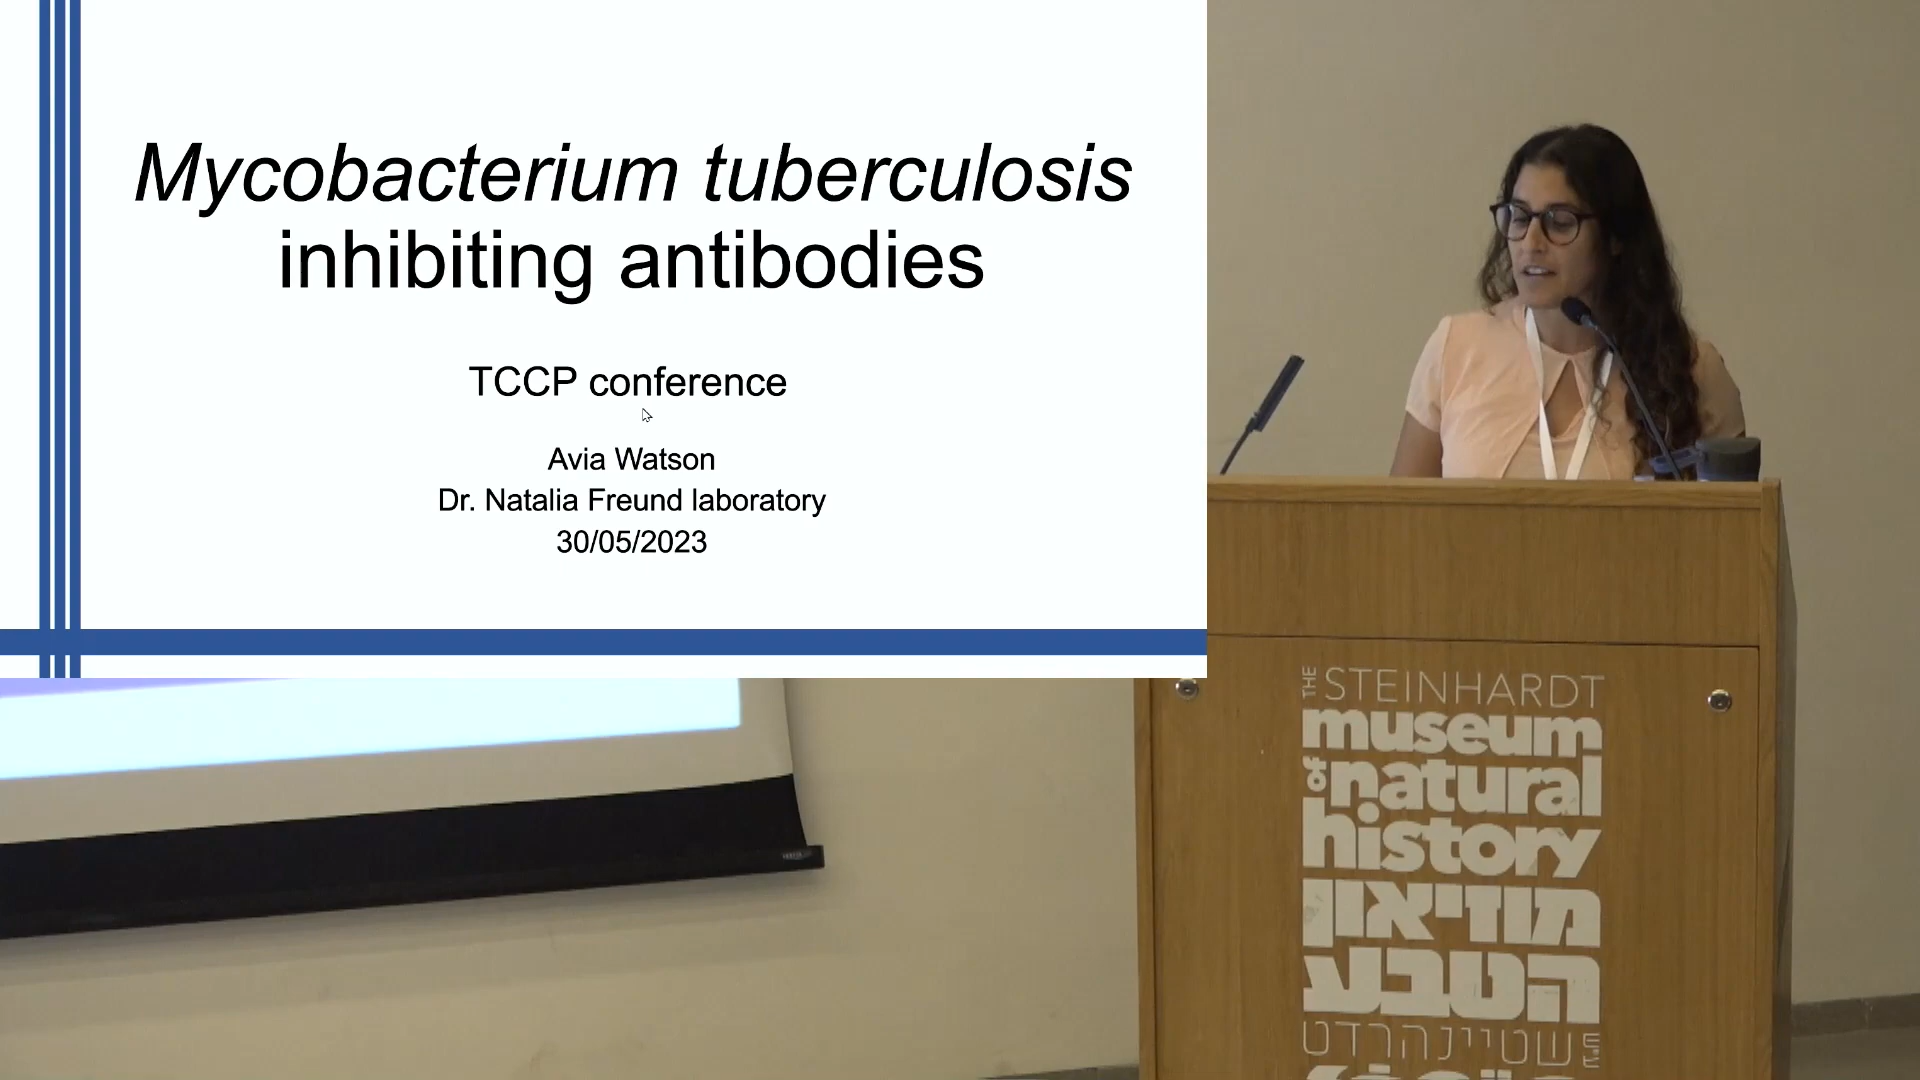 Mycobacterium tuberculosis
inhibiting antibodies
TCCP conference
Avia Watson
Dr. Natalia Freund laboratory
30/05/2023
THE STEINHARDT
museum
of natural
history
מוזיאון
הטבע
שטיינהרדט